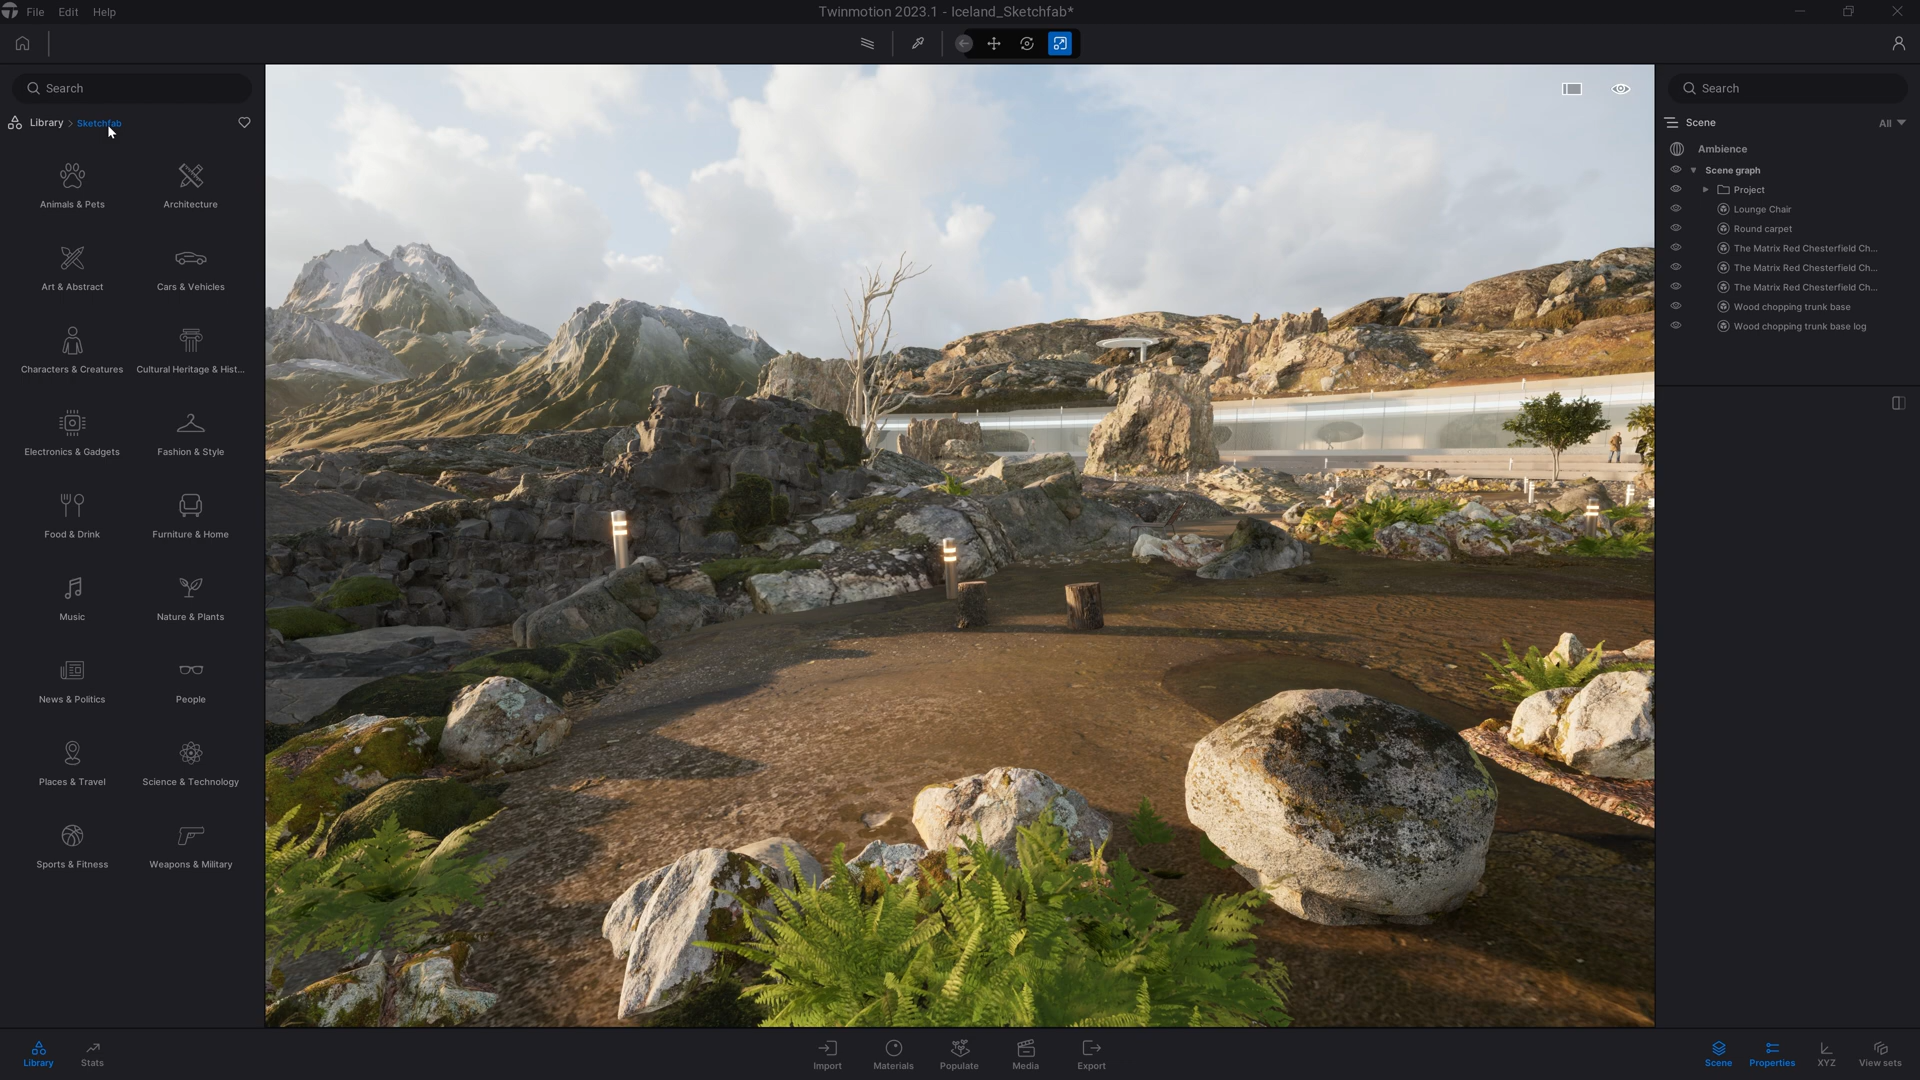 File Edit Help
Twinmotion 2023.1 - Iceland_Sketchfab*
Search
Library > Sketchfab
Animals & Pets
Architecture
Art & Abstract
Cars & Vehicles
Characters & Creatures
Cultural Heritage & Hist...
Electronics & Gadgets
Fashion & Style
Food & Drink
Furniture & Home
Music
Nature & Plants
News & Politics
People
Places & Travel
Science & Technology
Sports & Fitness
Weapons & Military
Search
Scene
All
Ambience
Scene graph
Project
Lounge Chair
Round carpet
The Matrix Red Chesterfield Ch...
The Matrix Red Chesterfield Ch...
The Matrix Red Chesterfield Ch...
Wood chopping trunk base
Wood chopping trunk base log
Library
Stats
Import
Materials
Populate
Media
Export
Scene
Properties
XYZ
View sets